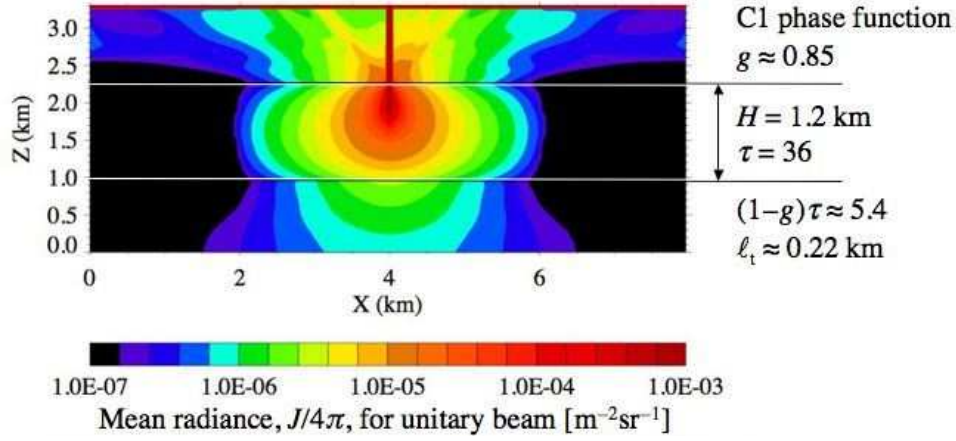 3.0
2.5
2.0
1.5
1.0
0.5
0.0
Z (km)
0
2
4
6
X (km)
C1 phase function
g ≈ 0.85
H = 1.2 km
τ = 36
(1–g)τ ≈ 5.4
ℓt ≈ 0.22 km
1.0E-07 1.0E-06 1.0E-05 1.0E-04 1.0E-03
Mean radiance, J/4π, for unitary beam [m⁻²sr⁻¹]